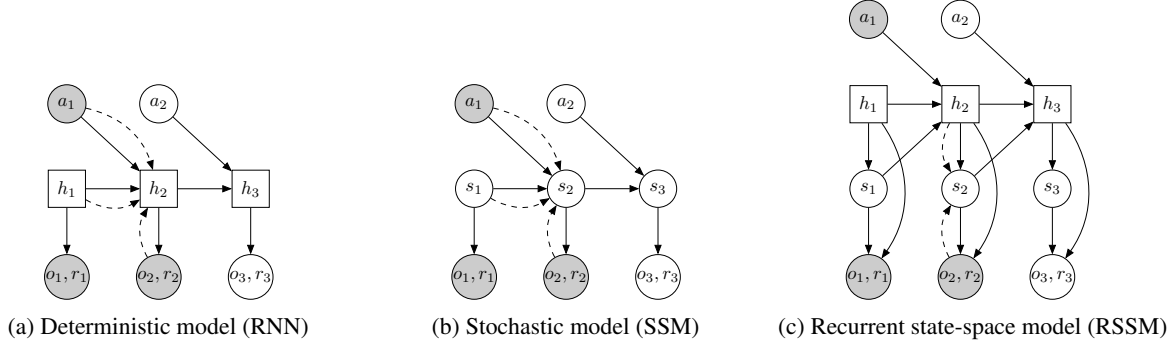 a₁ a₂
h₁ h₂ h₃
o₁, r₁ o₂, r₂ o₃, r₃
(a) Deterministic model (RNN)
a₁ a₂
s₁ s₂ s₃
o₁, r₁ o₂, r₂ o₃, r₃
(b) Stochastic model (SSM)
a₁ a₂
h₁ h₂ h₃
s₁ s₂ s₃
o₁, r₁ o₂, r₂ o₃, r₃
(c) Recurrent state-space model (RSSM)